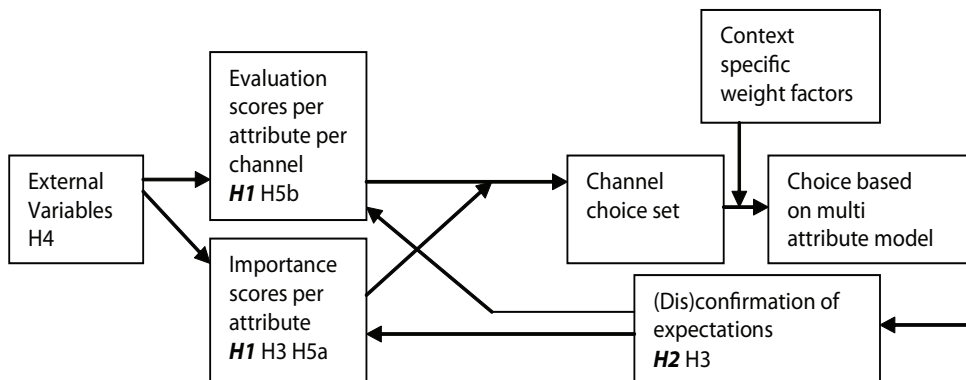 External
Variables
H4
Evaluation
scores per
attribute per
channel
H1 H5b
Importance
scores per
attribute
H1 H3 H5a
Channel
choice set
Context
specific
weight factors
Choice based
on multi
attribute model
(Dis)confirmation of
expectations
H2 H3